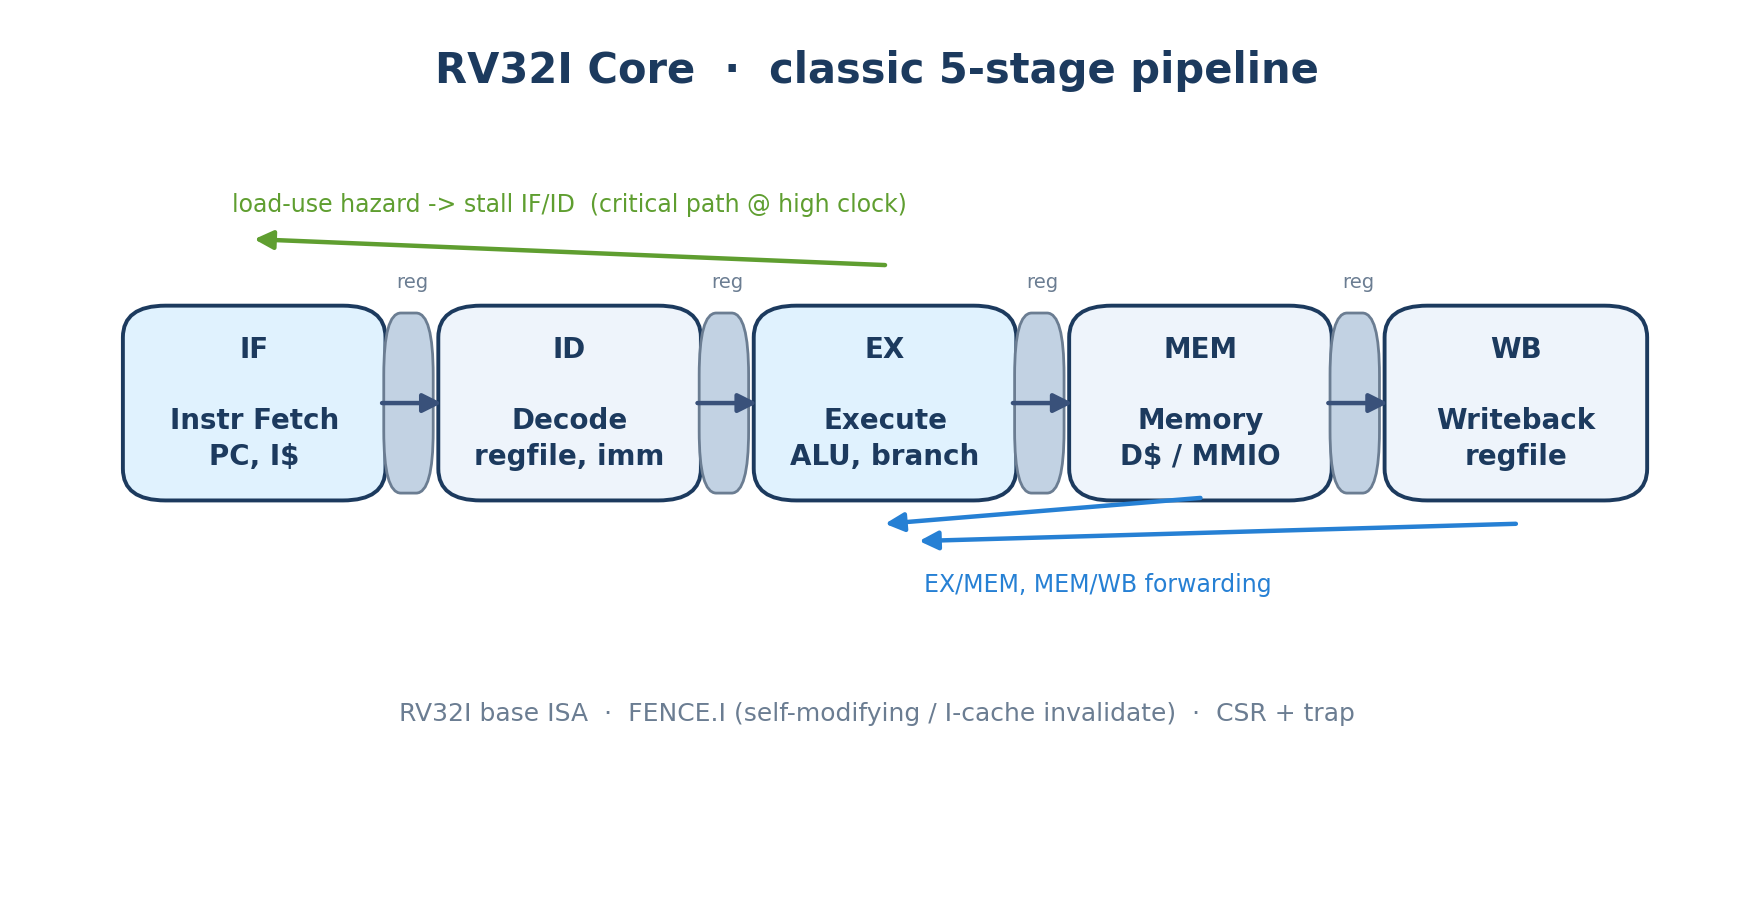 RV32I Core · classic 5-stage pipeline
load-use hazard -> stall IF/ID (critical path @ high clock)
reg
reg
reg
reg
IF
Instr Fetch
PC, I$
ID
Decode
regfile, imm
EX
Execute
ALU, branch
MEM
Memory
D$ / MMIO
WB
Writeback
regfile
EX/MEM, MEM/WB forwarding
RV32I base ISA · FENCE.I (self-modifying / I-cache invalidate) · CSR + trap